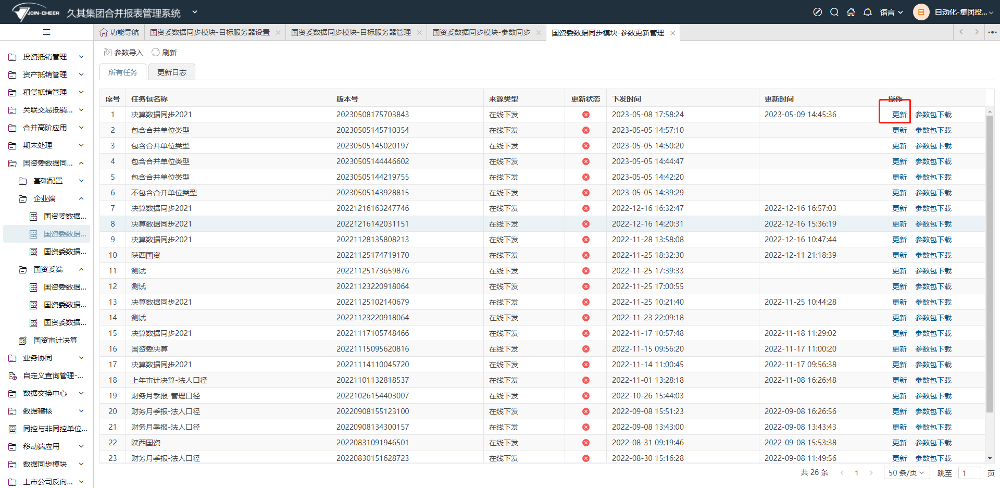 JOIN-CHEER 久其集团合并报表管理系统 语言 自 自动化-集团投...
功能导航 国资委数据同步模块-目标服务器设置 国资委数据同步模块-目标服务器管理 国资委数据同步模块-参数同步 国资委数据同步模块-参数更新管理
投资抵销管理
资产抵销管理
租赁抵销管理
关联交易抵销...
合并高阶应用
期末处理
国资委数据同...
基础配置
企业端
国资委数据...
国资委数据...
国资委数据...
国资委端
国资委数据...
国资委数据...
国资委数据...
国资审计决算
业务协同
自定义查询管理-...
数据交换中心
数据稽核
同控与非同控单位...
移动端应用
数据同步模块
上市公司反向...
参数导入 刷新
所有任务 更新日志
序号 任务包名称 版本号 来源类型 更新状态 下发时间 更新时间 操作
1 决算数据同步2021 20230508175703843 在线下发 2023-05-08 17:58:24 2023-05-09 14:45:36 更新 参数包下载
2 包含合并单位类型 20230505145710354 在线下发 2023-05-05 14:57:10 更新 参数包下载
3 包含合并单位类型 20230505145020197 在线下发 2023-05-05 14:50:20 更新 参数包下载
4 包含合并单位类型 20230505144446602 在线下发 2023-05-05 14:44:47 更新 参数包下载
5 包含合并单位类型 20230505144219755 在线下发 2023-05-05 14:42:20 更新 参数包下载
6 不包含合并单位类型 20230505143928815 在线下发 2023-05-05 14:39:29 更新 参数包下载
7 决算数据同步2021 20221216163247746 在线下发 2022-12-16 16:32:47 2022-12-16 16:57:03 更新 参数包下载
8 决算数据同步2021 20221216142031151 在线下发 2022-12-16 14:20:31 2022-12-16 15:36:19 更新 参数包下载
9 决算数据同步2021 20221128135808213 在线下发 2022-11-28 13:58:08 2022-12-16 10:47:44 更新 参数包下载
10 陕西国资 20221125174719170 在线下发 2022-11-25 18:32:30 2022-12-11 21:18:39 更新 参数包下载
11 测试 20221125173659876 在线下发 2022-11-25 17:39:33 更新 参数包下载
12 测试 20221123220918064 在线下发 2022-11-25 17:00:55 更新 参数包下载
13 决算数据同步2021 20221125102140679 在线下发 2022-11-25 10:21:40 2022-11-25 10:44:28 更新 参数包下载
14 测试 20221123220918064 在线下发 2022-11-23 22:09:18 更新 参数包下载
15 决算数据同步2021 20221117105748466 在线下发 2022-11-17 10:57:48 2022-11-18 11:29:02 更新 参数包下载
16 国资委决算 20221115095620816 在线下发 2022-11-15 09:56:20 2022-11-17 11:00:20 更新 参数包下载
17 决算数据同步2021 20221114110045720 在线下发 2022-11-14 11:00:45 2022-11-17 09:56:38 更新 参数包下载
18 上年审计决算-法人口径 20221101132818537 在线下发 2022-11-01 13:28:18 2022-11-08 16:26:48 更新 参数包下载
19 财务月季报-管理口径 20221026154403007 在线下发 2022-10-26 15:44:03 更新 参数包下载
20 财务月季报-法人口径 20220908155123100 在线下发 2022-09-08 15:51:23 2022-09-08 16:26:56 更新 参数包下载
21 财务月季报-法人口径 20220908134300157 在线下发 2022-09-08 13:43:00 2022-09-08 13:43:43 更新 参数包下载
22 陕西国资 20220831091946501 在线下发 2022-08-31 09:19:46 2022-09-08 15:53:38 更新 参数包下载
23 财务月季报-法人口径 20220830151628723 在线下发 2022-08-30 15:16:28 2022-09-08 11:49:56 更新 参数包下载
共 26 条 1 50 条/页 跳至 1 页